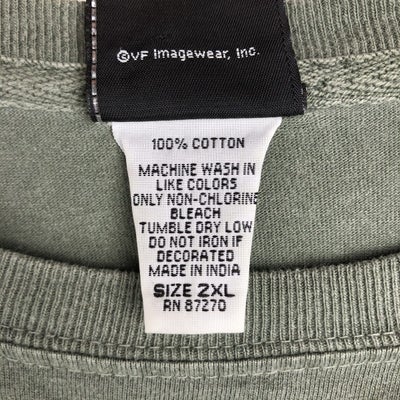 ©VF Imagewear, Inc.
100% COTTON
MACHINE WASH IN
LIKE COLORS
ONLY NON-CHLORINE
BLEACH
TUMBLE DRY LOW
DO NOT IRON IF
DECORATED
MADE IN INDIA
SIZE 2XL
RN 87270